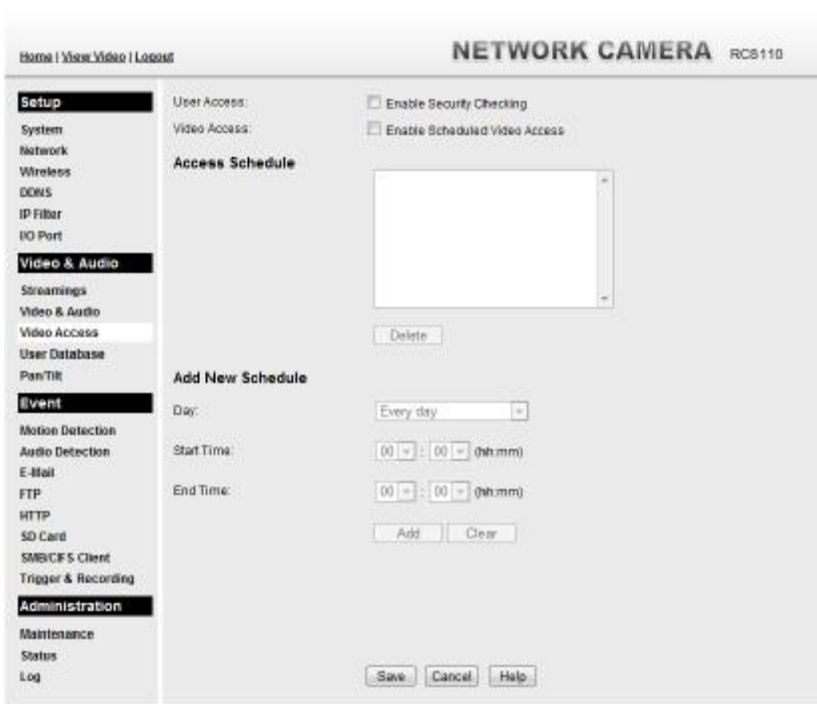 Home | View Video | Logout
NETWORK CAMERA RC8110
Setup
System
Network
Wireless
DDNS
IP Filter
I/O Port
Video & Audio
Streamings
Video & Audio
Video Access
User Database
Pan/Tilt
Event
Motion Detection
Audio Detection
E-Mail
FTP
HTTP
SD Card
SMB/CIFS Client
Trigger & Recording
Administration
Maintenance
Status
Log
User Access: Enable Security Checking
Video Access: Enable Scheduled Video Access
Access Schedule
Delete
Add New Schedule
Day: Every day
Start Time: 00 : 00 (hh:mm)
End Time: 00 : 00 (hh:mm)
Add Clear
Save Cancel Help